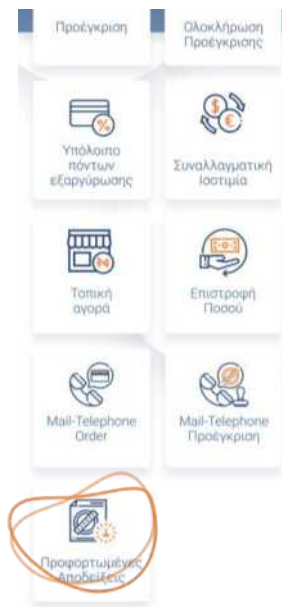 Προέγκριση
Ολοκλήρωση
Προέγκρισης
Υπόλοιπο
πόντων
εξαργύρωσης
Συναλλαγματική
Ισοτιμία
Τοπική
αγορά
Επιστροφή
Ποσού
Mail-Telephone
Order
Mail-Telephone
Προέγκριση
Προφορτωμένες
Αποδείξεις